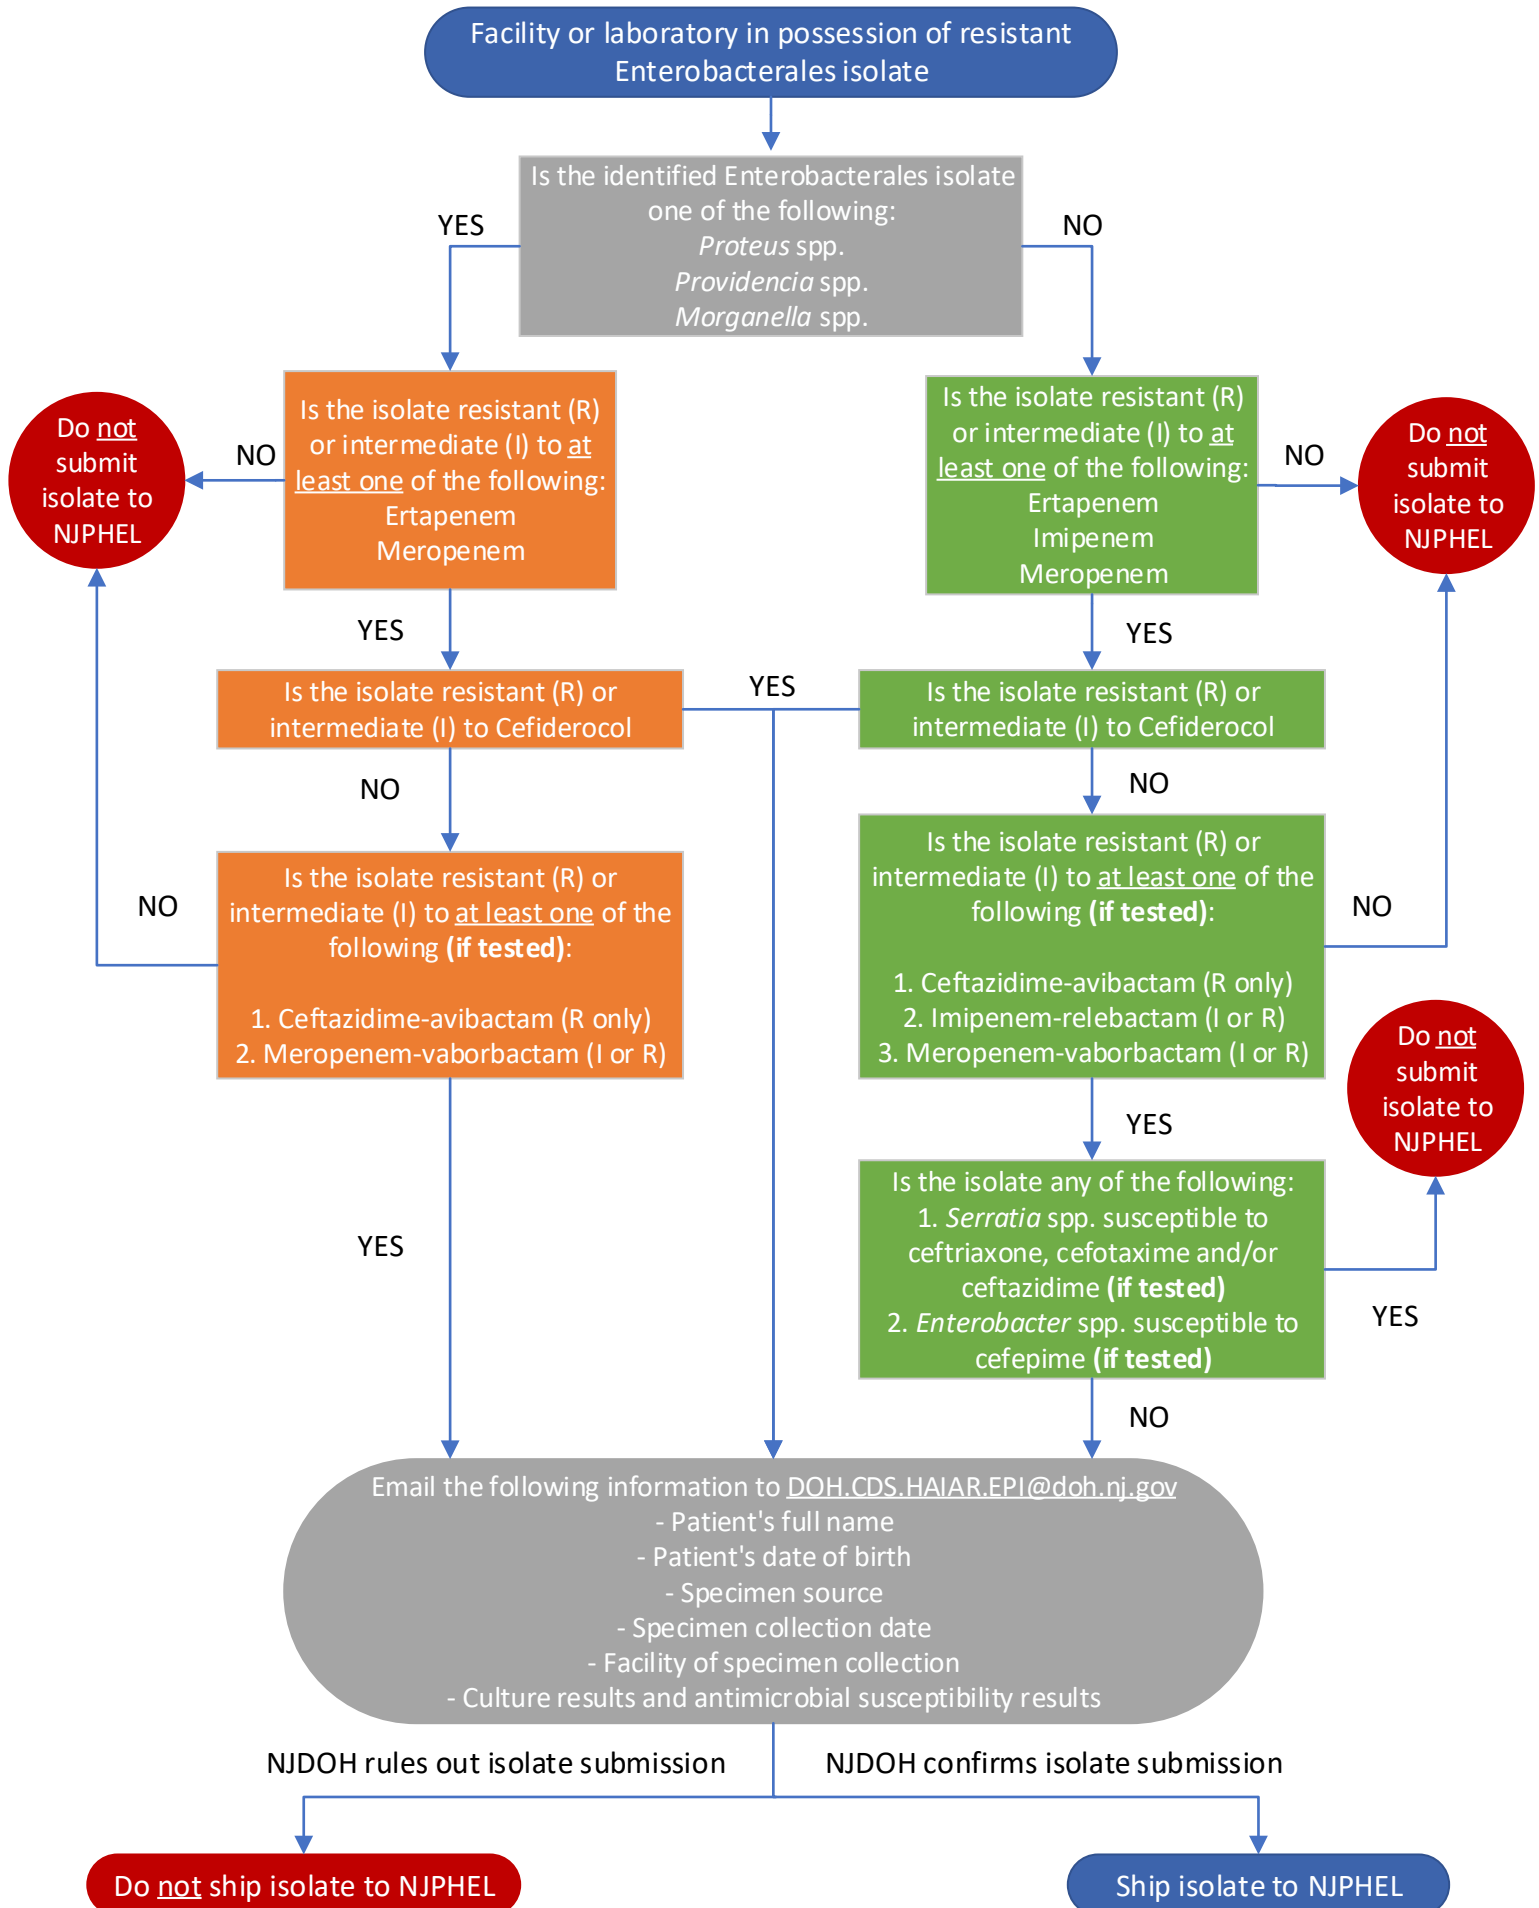 Facility or laboratory in possession of resistant
Enterobacterales isolate
Is the identified Enterobacterales isolate
one of the following:
Proteus spp.
Providencia spp.
Morganella spp.
YES
NO
Is the isolate resistant (R)
or intermediate (I) to at
least one of the following:
Ertapenem
Meropenem
NO
Do not
submit
isolate to
NJPHEL
Is the isolate resistant (R)
or intermediate (I) to at
least one of the following:
Ertapenem
Imipenem
Meropenem
NO
Do not
submit
isolate to
NJPHEL
YES
YES
Is the isolate resistant (R) or
intermediate (I) to Cefiderocol
YES
Is the isolate resistant (R) or
intermediate (I) to Cefiderocol
NO
NO
Is the isolate resistant (R) or
intermediate (I) to at least one of the
following (if tested):
1. Ceftazidime-avibactam (R only)
2. Meropenem-vaborbactam (I or R)
NO
Is the isolate resistant (R) or
intermediate (I) to at least one of the
following (if tested):
1. Ceftazidime-avibactam (R only)
2. Imipenem-relebactam (I or R)
3. Meropenem-vaborbactam (I or R)
NO
Do not
submit
isolate to
NJPHEL
YES
YES
Is the isolate any of the following:
1. Serratia spp. susceptible to
ceftriaxone, cefotaxime and/or
ceftazidime (if tested)
2. Enterobacter spp. susceptible to
cefepime (if tested)
YES
NO
Email the following information to DOH.CDS.HAIAR.EPI@doh.nj.gov
- Patient's full name
- Patient's date of birth
- Specimen source
- Specimen collection date
- Facility of specimen collection
- Culture results and antimicrobial susceptibility results
NJDOH rules out isolate submission
NJDOH confirms isolate submission
Do not ship isolate to NJPHEL
Ship isolate to NJPHEL